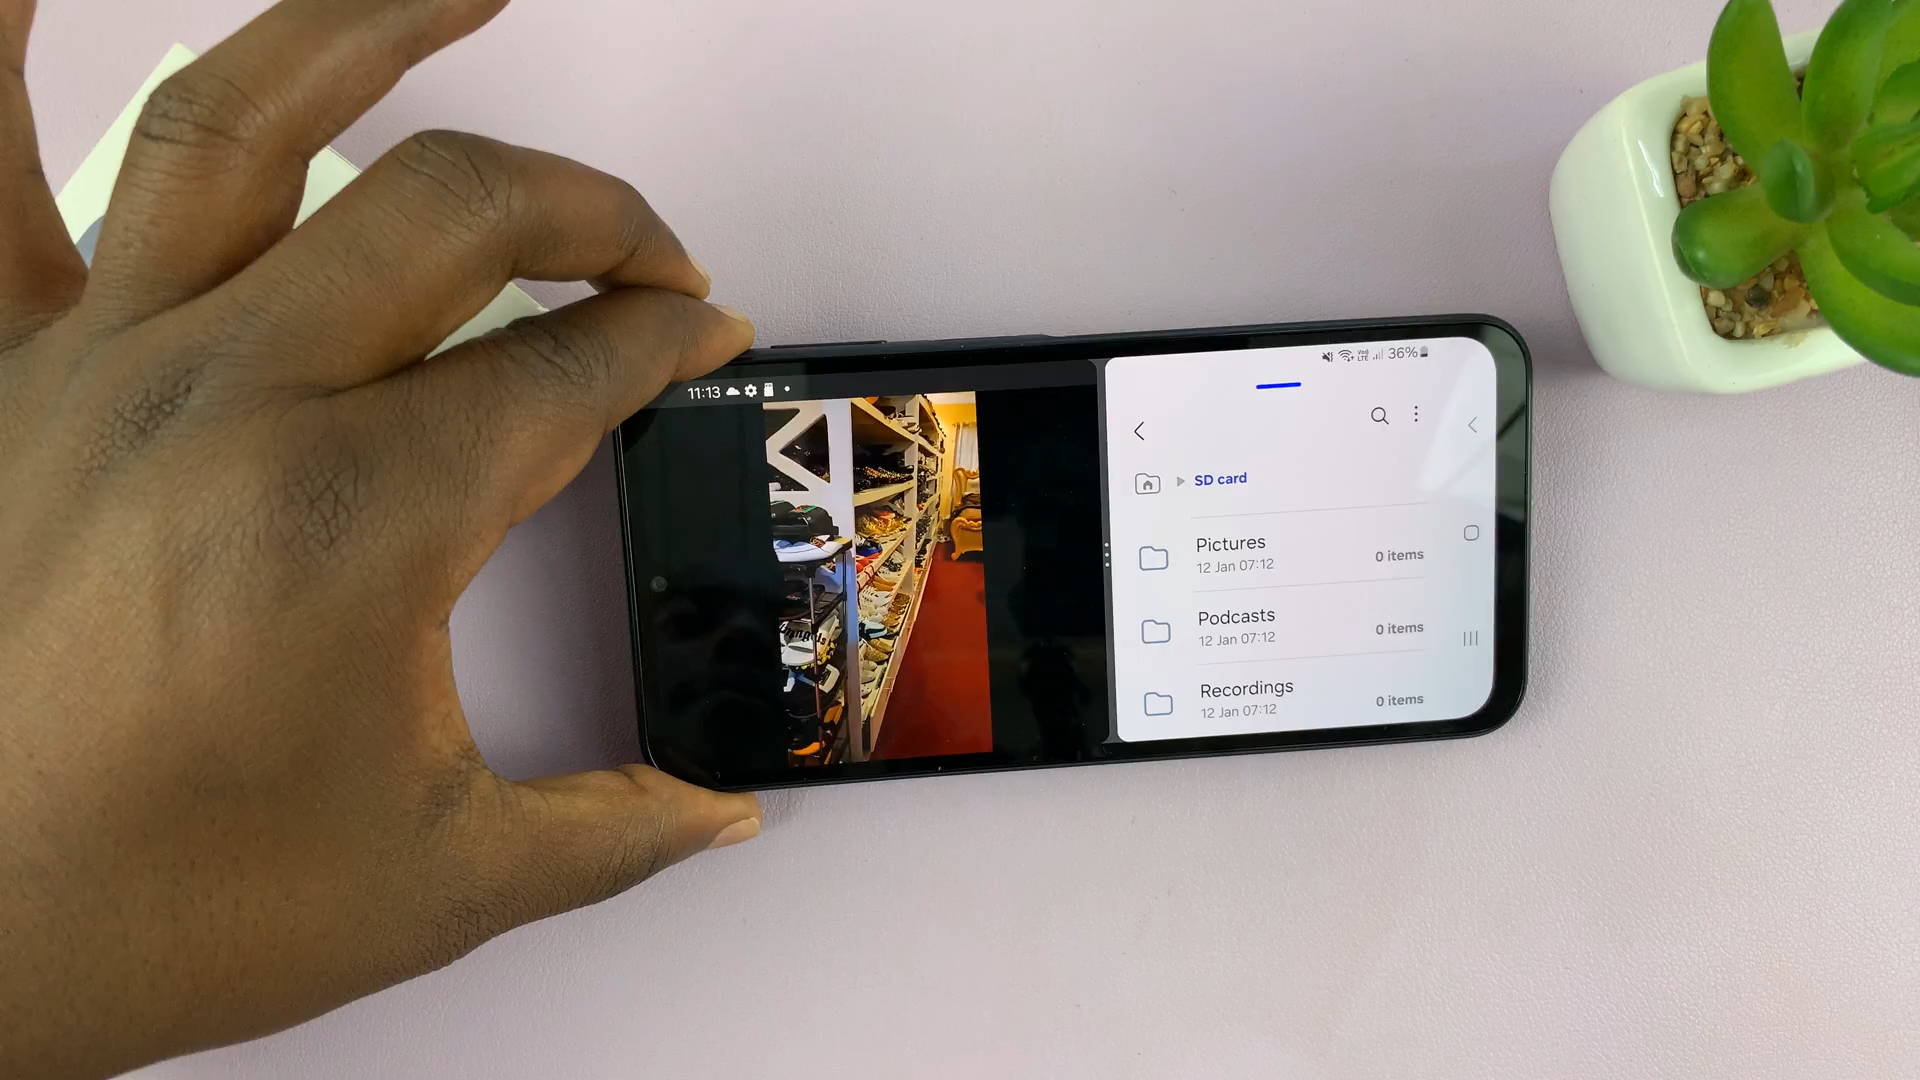 11:13
36%
SD card
Pictures
12 Jan 07:12
0 items
Podcasts
12 Jan 07:12
0 items
Recordings
12 Jan 07:12
0 items